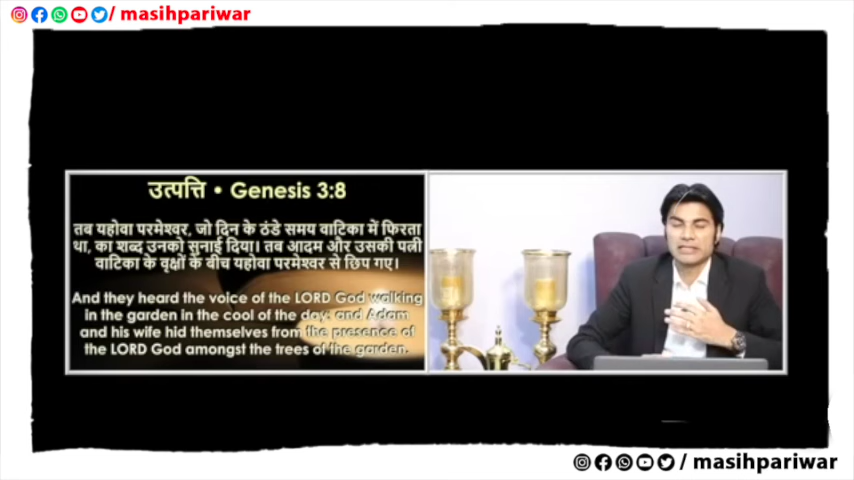 / masihpariwar
उत्पत्ति • Genesis 3:8
तब यहोवा परमेश्वर, जो दिन के ठंडे समय वाटिका में फिरता
था, का शब्द उनको सुनाई दिया। तब आदम और उसकी पत्नी
वाटिका के वृक्षों के बीच यहोवा परमेश्वर से छिप गए।
And they heard the voice of the LORD God walking
in the garden in the cool of the day: and Adam
and his wife hid themselves from the presence of
the LORD God amongst the trees of the garden.
/ masihpariwar